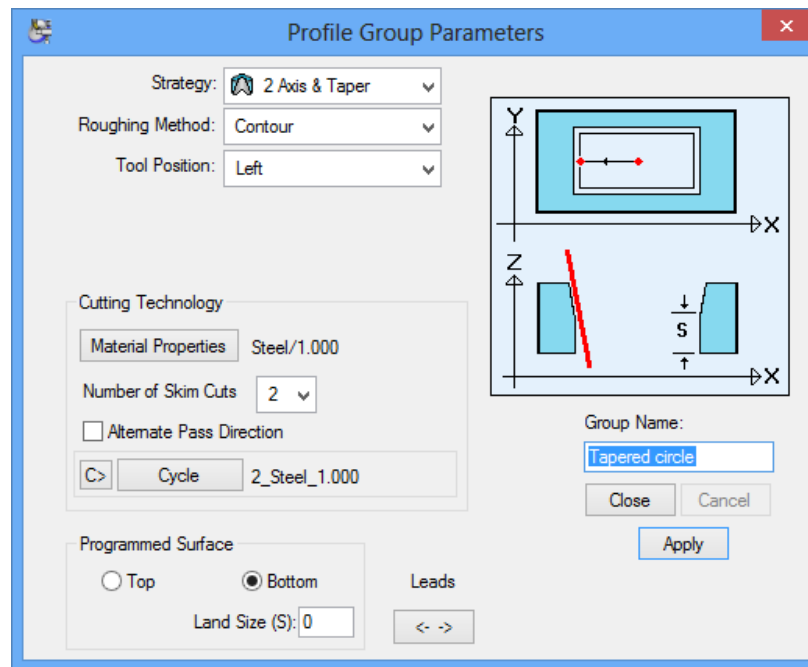 Profile Group Parameters
Strategy: 2 Axis & Taper
Roughing Method: Contour
Tool Position: Left
Y
X
Z
S
X
Cutting Technology
Material Properties Steel/1.000
Number of Skim Cuts 2
Alternate Pass Direction
C> Cycle 2_Steel_1.000
Group Name:
Tapered circle
Close Cancel
Apply
Programmed Surface
Top Bottom
Land Size (S): 0
Leads
<- ->